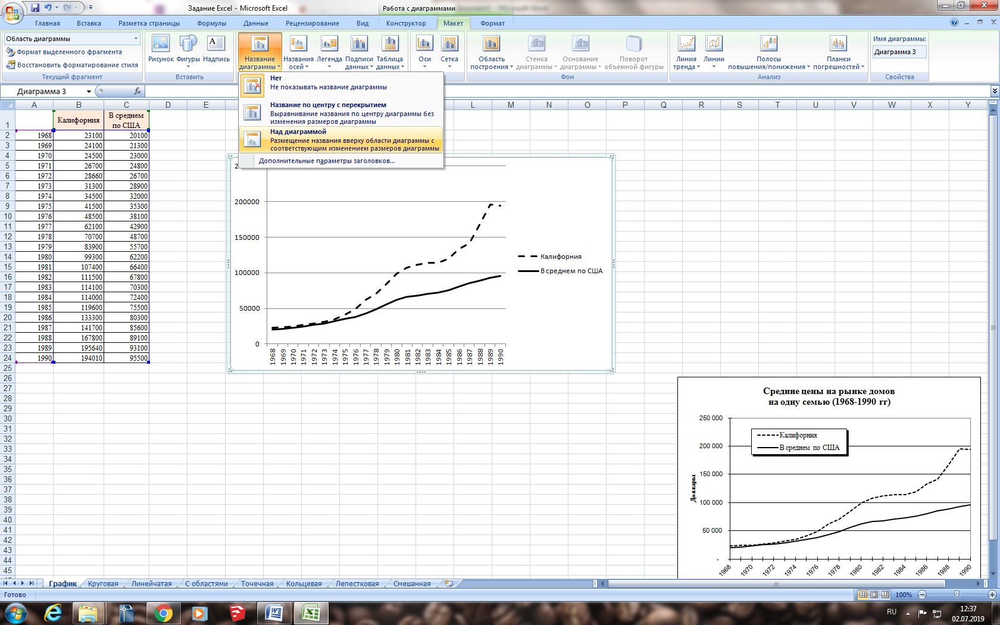 Задание Excel - Microsoft Excel
Работа с диаграммами
Главная
Вставка
Разметка страницы
Формулы
Данные
Рецензирование
Вид
Конструктор
Макет
Формат
Область диаграммы
Формат выделенного фрагмента
Восстановить форматирование стиля
Текущий фрагмент
Рисунок
Фигуры
Надпись
Вставить
Название диаграммы
Названия осей
Легенда
Подписи данных
Таблица данных
Оси
Сетка
Область построения
Стенка диаграммы
Основание диаграммы
Поворот объемной фигуры
Фон
Линия тренда
Линии
Полосы повышения/понижения
Планки погрешностей
Анализ
Имя диаграммы:
Диаграмма 3
Свойства
Нет
Не показывать название диаграммы
Название по центру с перекрытием
Выравнивание названия по центру диаграммы без
изменения размеров диаграммы
Над диаграммой
Размещение названия вверху области диаграммы с
соответствующим изменением размеров диаграммы
Дополнительные параметры заголовков...
Диаграмма 3
fx
A B C D E L M N O P Q R S T U V W X Y
1 Калифорния В среднем по США
2 1968 23100 20100
3 1969 24100 21300
4 1970 24500 23000
5 1971 26700 24800
6 1972 28660 26700
7 1973 31300 28900
8 1974 34500 32000
9 1975 41500 35300
10 1976 48500 38100
11 1977 62100 42900
12 1978 70700 48700
13 1979 83900 55700
14 1980 99300 62200
15 1981 107400 66400
16 1982 111500 67800
17 1983 114100 70300
18 1984 114000 72400
19 1985 119600 75500
20 1986 133300 80300
21 1987 141700 85600
22 1988 167800 89100
23 1989 195640 93100
24 1990 194010 95500
25
26
27
28
29
30
31
32
33
34
35
36
37
38
39
40
41
42
43
44
45
2
200000
150000
100000
50000
0
1968 1969 1970 1971 1972 1973 1974 1975 1976 1977 1978 1979 1980 1981 1982 1983 1984 1985 1986 1987 1988 1989 1990
Калифорния
В среднем по США
Средние цены на рынке домов
на одну семью (1968-1990 гг)
Доллары
250 000
200 000
150 000
100 000
50 000
-
Калифорния
В среднем по США
1968 1970 1972 1974 1976 1978 1980 1982 1984 1986 1988 1990
График
Круговая
Линейчатая
С областями
Точечная
Кольцевая
Лепестковая
Смешанная
Готово
100%
RU
12:37
02.07.2019